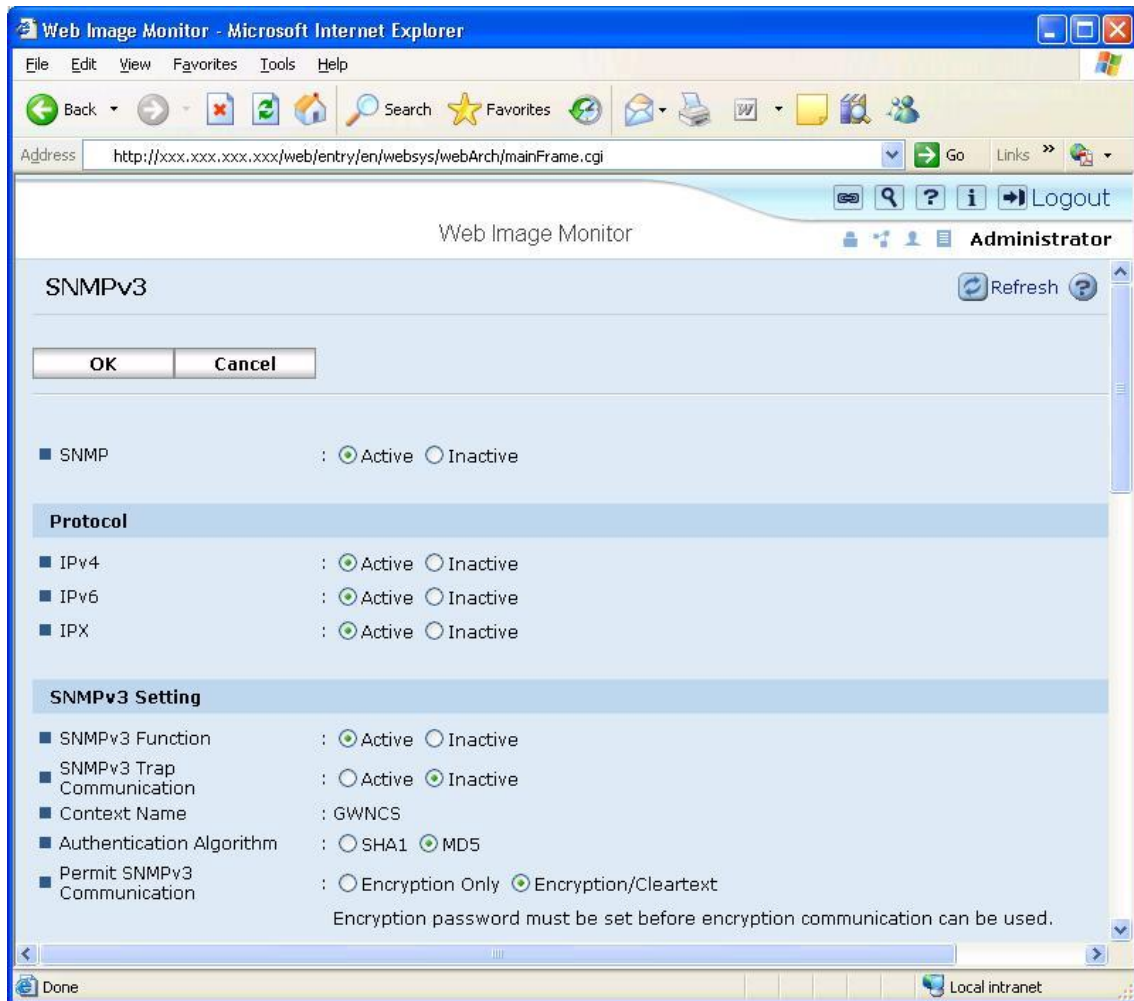 Web Image Monitor - Microsoft Internet Explorer
File Edit View Favorites Tools Help
Back Search Favorites
Address http://xxx.xxx.xxx.xxx/web/entry/en/websys/webArch/mainFrame.cgi Go Links »
? i Logout
Web Image Monitor Administrator
SNMPv3 Refresh ?
OK Cancel
SNMP : Active Inactive
Protocol
IPv4 : Active Inactive
IPv6 : Active Inactive
IPX : Active Inactive
SNMPv3 Setting
SNMPv3 Function : Active Inactive
SNMPv3 Trap
Communication : Active Inactive
Context Name : GWNCS
Authentication Algorithm : SHA1 MD5
Permit SNMPv3
Communication : Encryption Only Encryption/Cleartext
Encryption password must be set before encryption communication can be used.
Done Local intranet